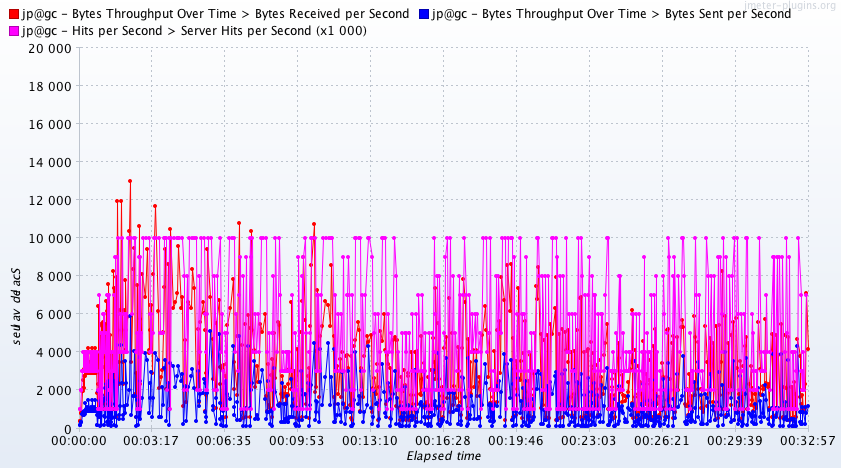 jmeter-plugins.org
jp@gc - Bytes Throughput Over Time > Bytes Received per Second jp@gc - Bytes Throughput Over Time > Bytes Sent per Second
jp@gc - Hits per Second > Server Hits per Second (x1 000)
20 000
18 000
16 000
14 000
12 000
10 000
8 000
6 000
4 000
2 000
0
00:00:00 00:03:17 00:06:35 00:09:53 00:13:10 00:16:28 00:19:46 00:23:03 00:26:21 00:29:39 00:32:57
Elapsed time